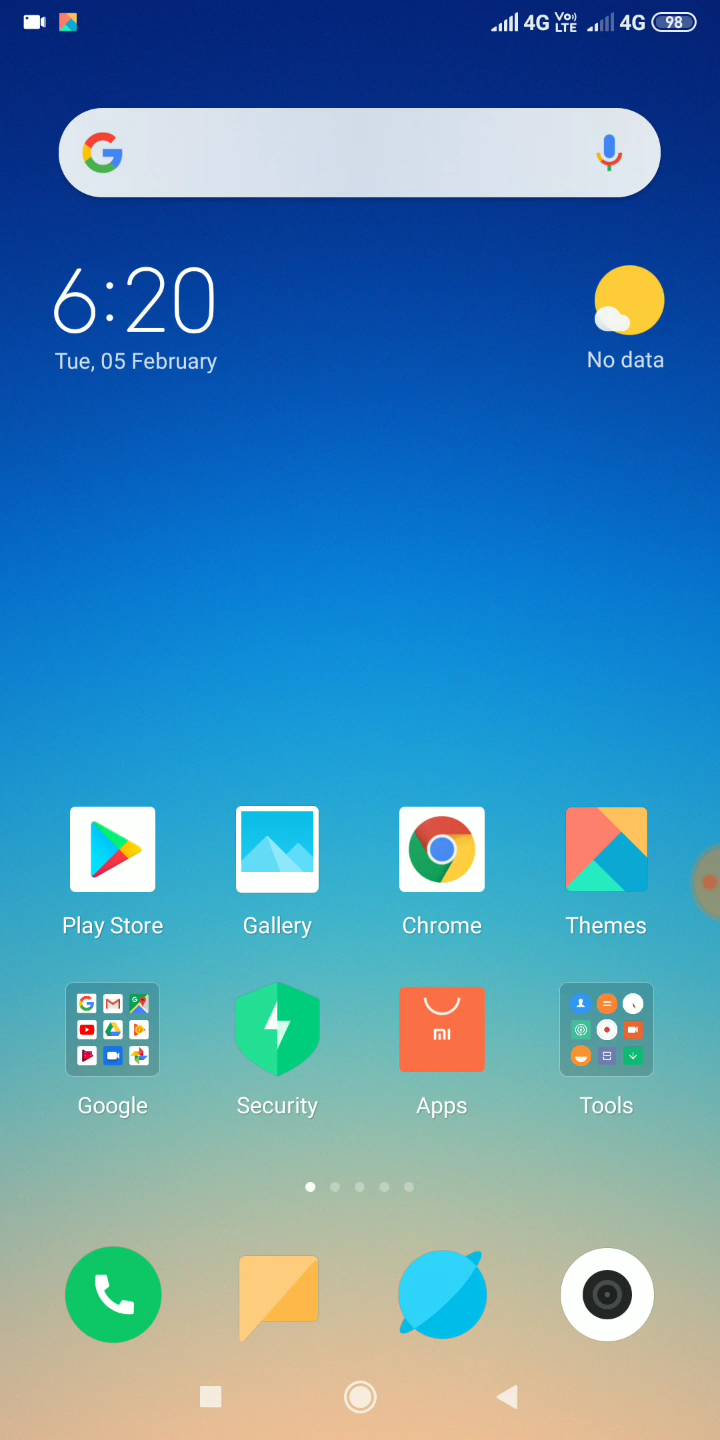 4G Vo)) LTE 4G 98
6:20
Tue, 05 February
No data
Play Store Gallery Chrome Themes
mi
Google Security Apps Tools